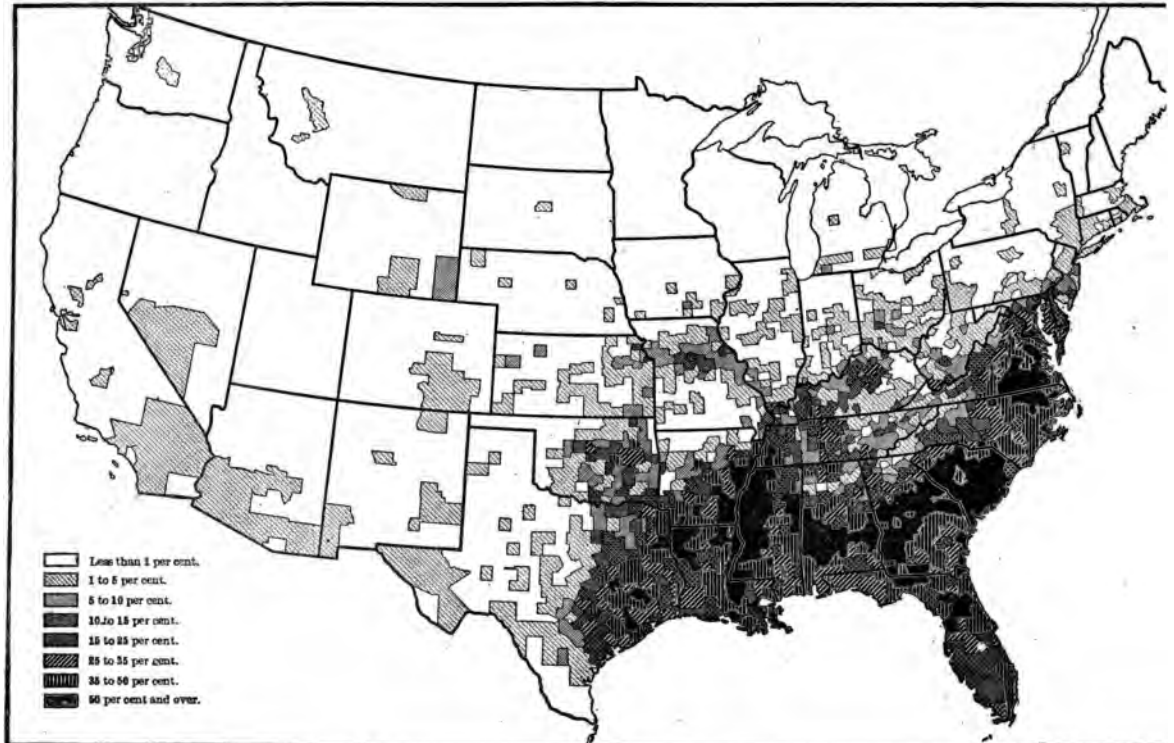 Less than 1 per cent.
1 to 5 per cent.
5 to 10 per cent.
10 to 15 per cent.
15 to 25 per cent.
25 to 35 per cent.
35 to 50 per cent.
50 per cent and over.